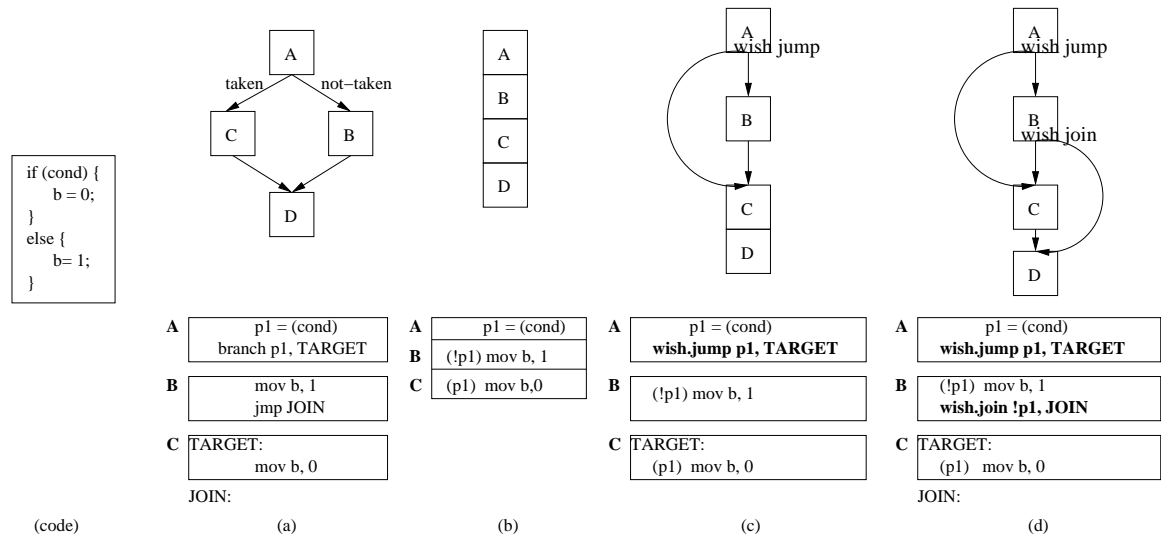 if (cond) {
b = 0;
}
else {
b= 1;
}
(code)
A
taken
not−taken
C
B
D
A
p1 = (cond)
branch p1, TARGET
B
mov b, 1
jmp JOIN
C
TARGET:
mov b, 0
JOIN:
(a)
A
B
C
D
A
p1 = (cond)
B
(!p1) mov b, 1
C
(p1) mov b,0
(b)
A
wish jump
B
C
D
A
p1 = (cond)
wish.jump p1, TARGET
B
(!p1) mov b, 1
C
TARGET:
(p1) mov b, 0
(c)
A
wish jump
B
wish join
C
D
A
p1 = (cond)
wish.jump p1, TARGET
B
(!p1) mov b, 1
wish.join !p1, JOIN
C
TARGET:
(p1) mov b, 0
JOIN:
(d)